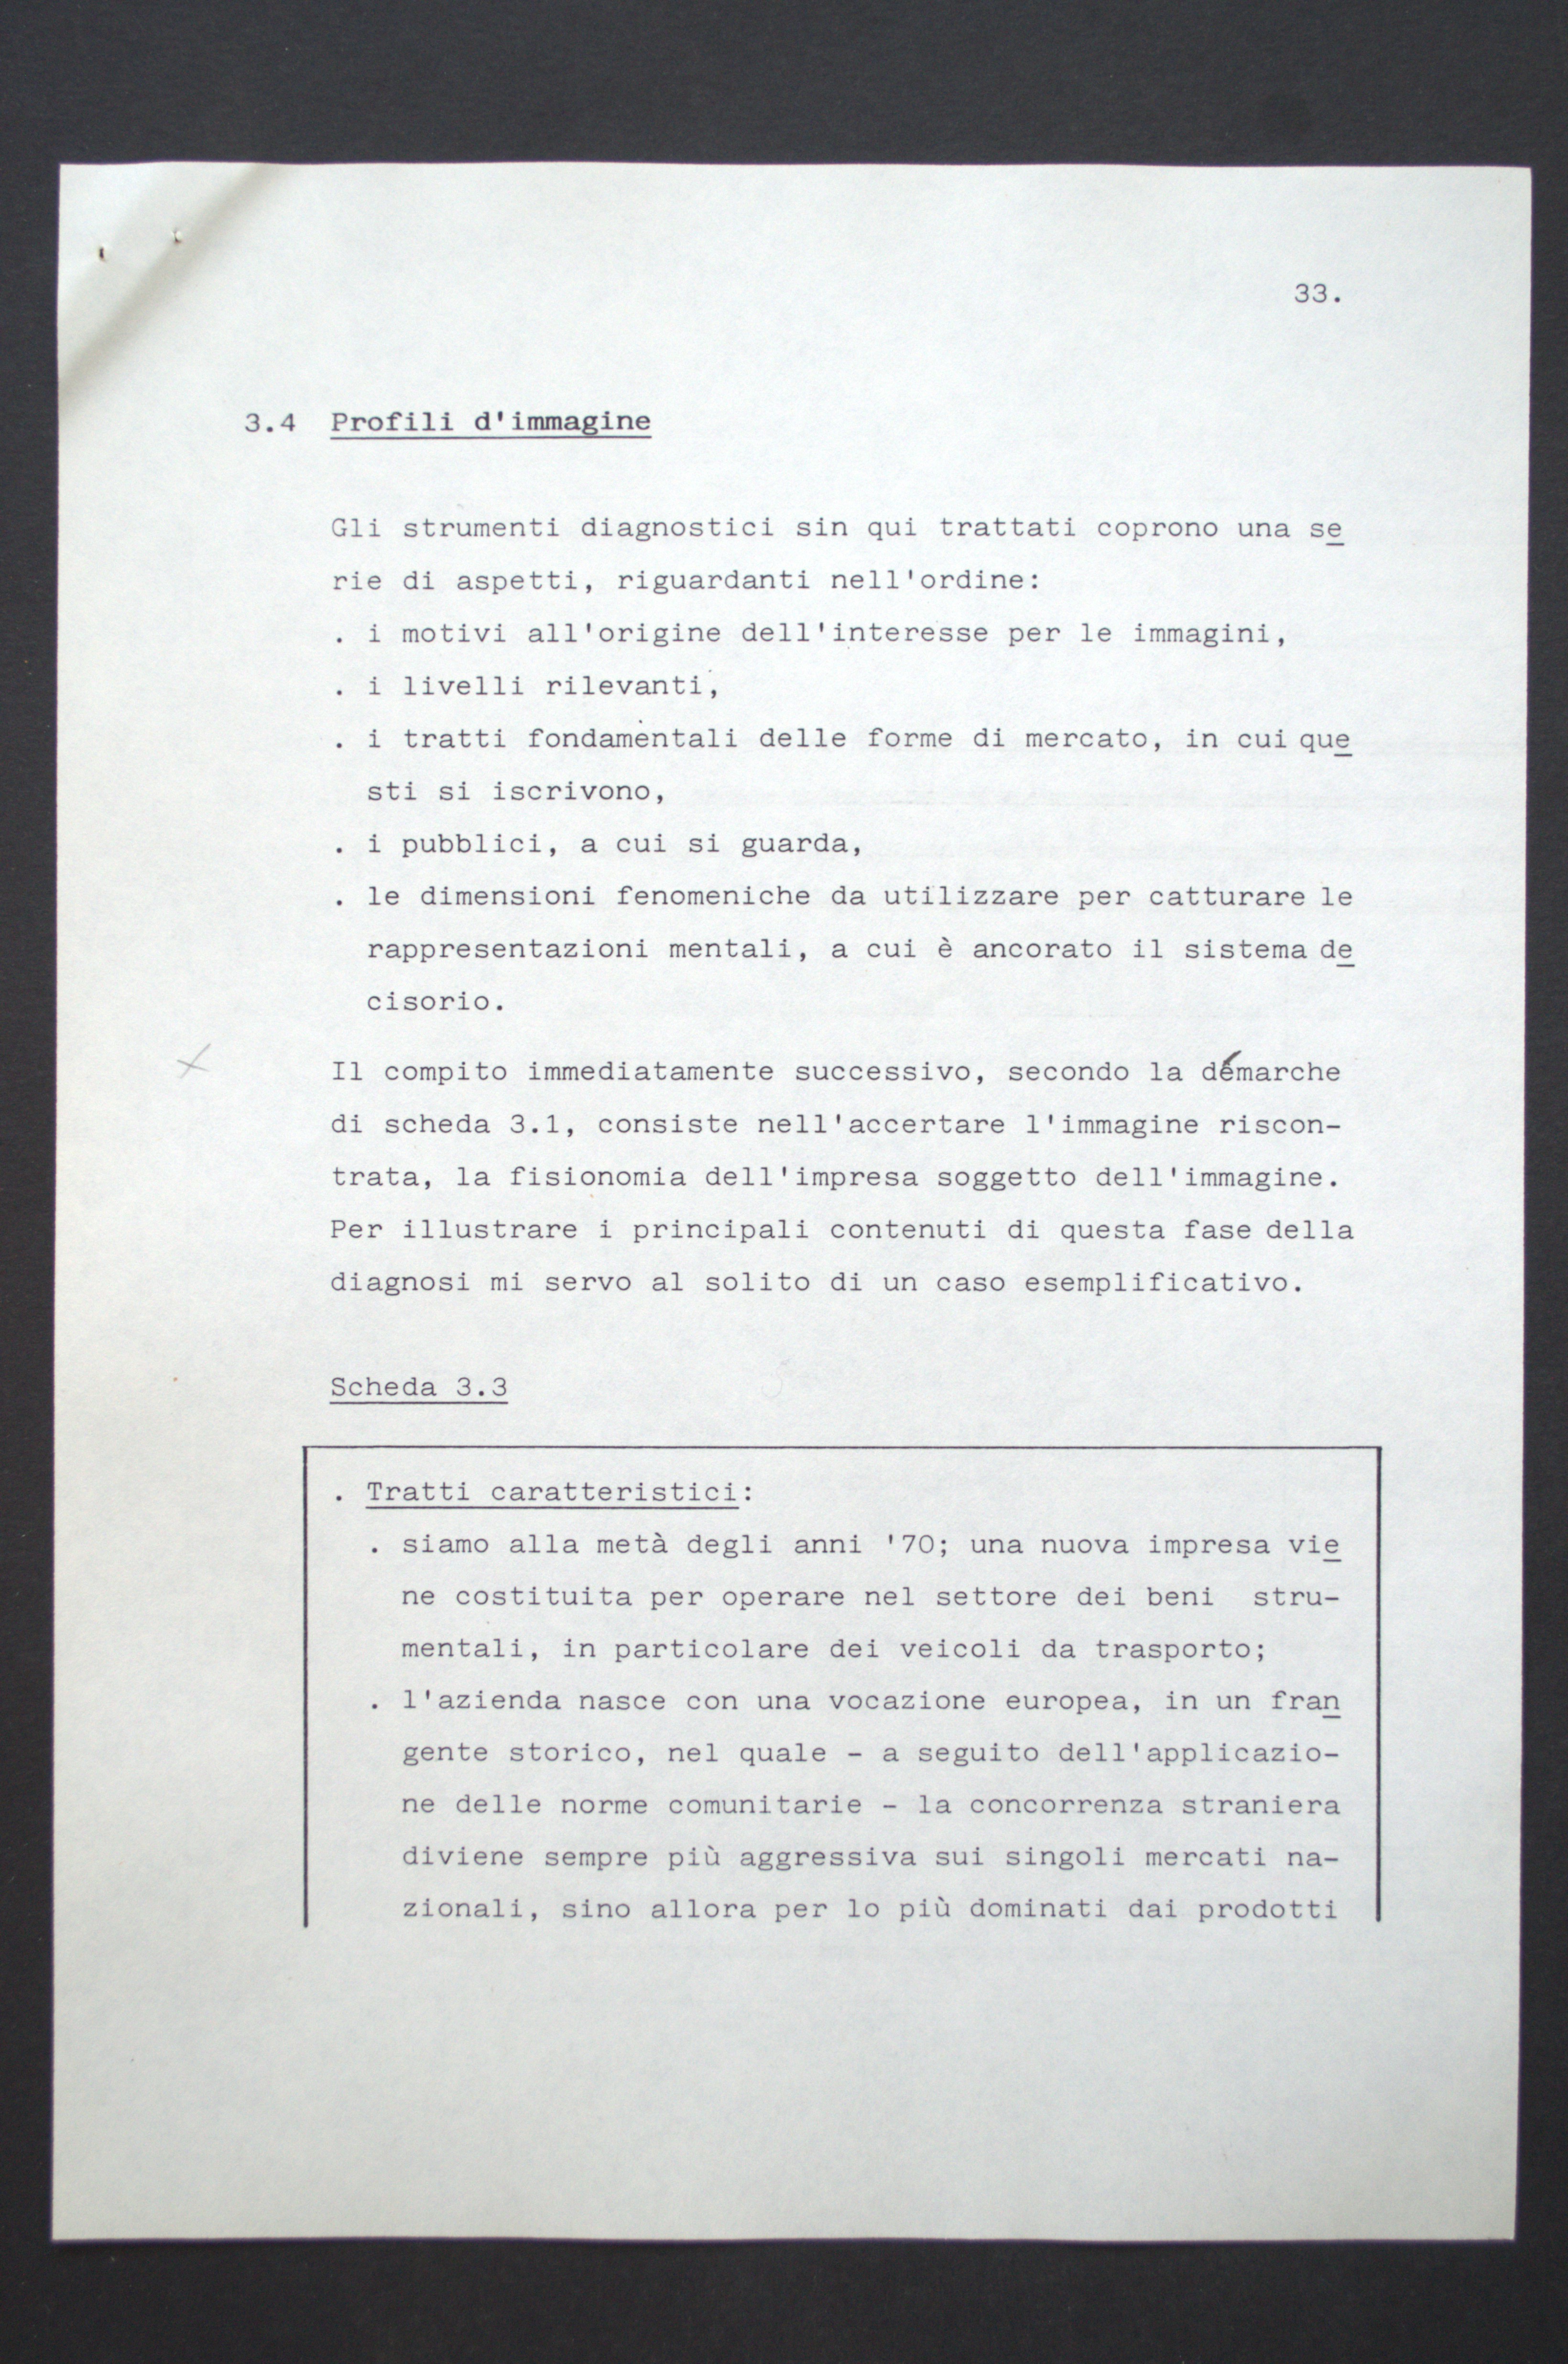 33.
3.4 Profili d'immagine
Gli strumenti diagnostici sin qui trattati coprono una se
rie di aspetti, riguardanti nell'ordine:
. i motivi all'origine dell'interesse per le immagini,
. i livelli rilevanti,
. i tratti fondamentali delle forme di mercato, in cui que
sti si iscrivono,
. i pubblici, a cui si guarda,
. le dimensioni fenomeniche da utilizzare per catturare le
rappresentazioni mentali, a cui è ancorato il sistema de
cisorio.
Il compito immediatamente successivo, secondo la démarche
di scheda 3.1, consiste nell'accertare l'immagine riscon-
trata, la fisionomia dell'impresa soggetto dell'immagine.
Per illustrare i principali contenuti di questa fase della
diagnosi mi servo al solito di un caso esemplificativo.
Scheda 3.3
. Tratti caratteristici:
. siamo alla metà degli anni '70; una nuova impresa vie
ne costituita per operare nel settore dei beni stru-
mentali, in particolare dei veicoli da trasporto;
. l'azienda nasce con una vocazione europea, in un fran
gente storico, nel quale - a seguito dell'applicazio-
ne delle norme comunitarie - la concorrenza straniera
diviene sempre più aggressiva sui singoli mercati na-
zionali, sino allora per lo più dominati dai prodotti